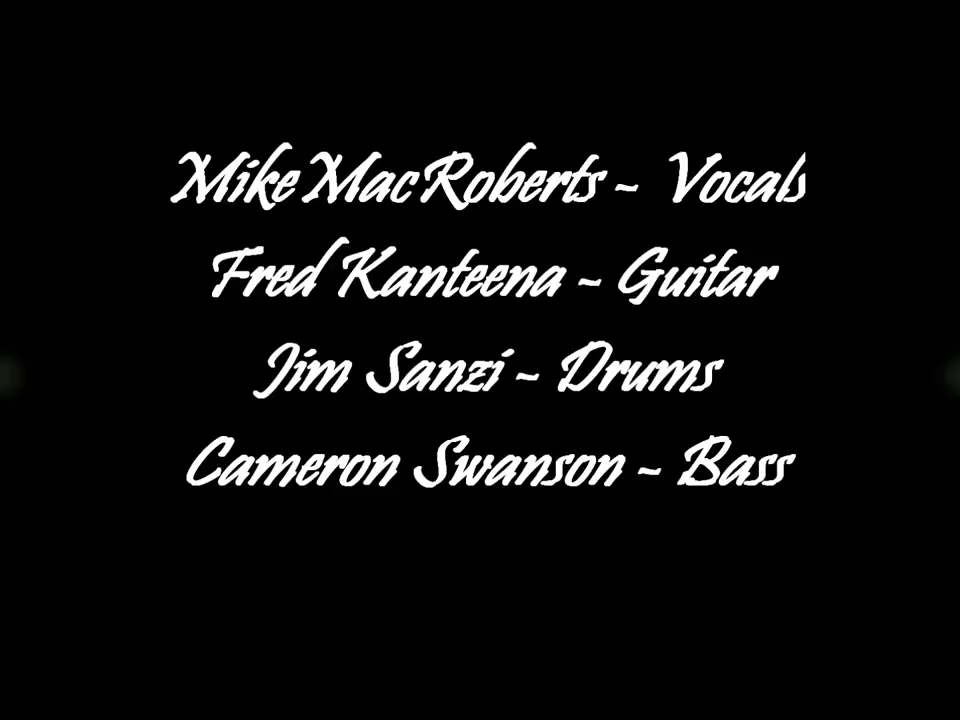 Mike MacRoberts - Vocals
Fred Kanteena - Guitar
Jim Sanzi - Drums
Cameron Swanson - Bass